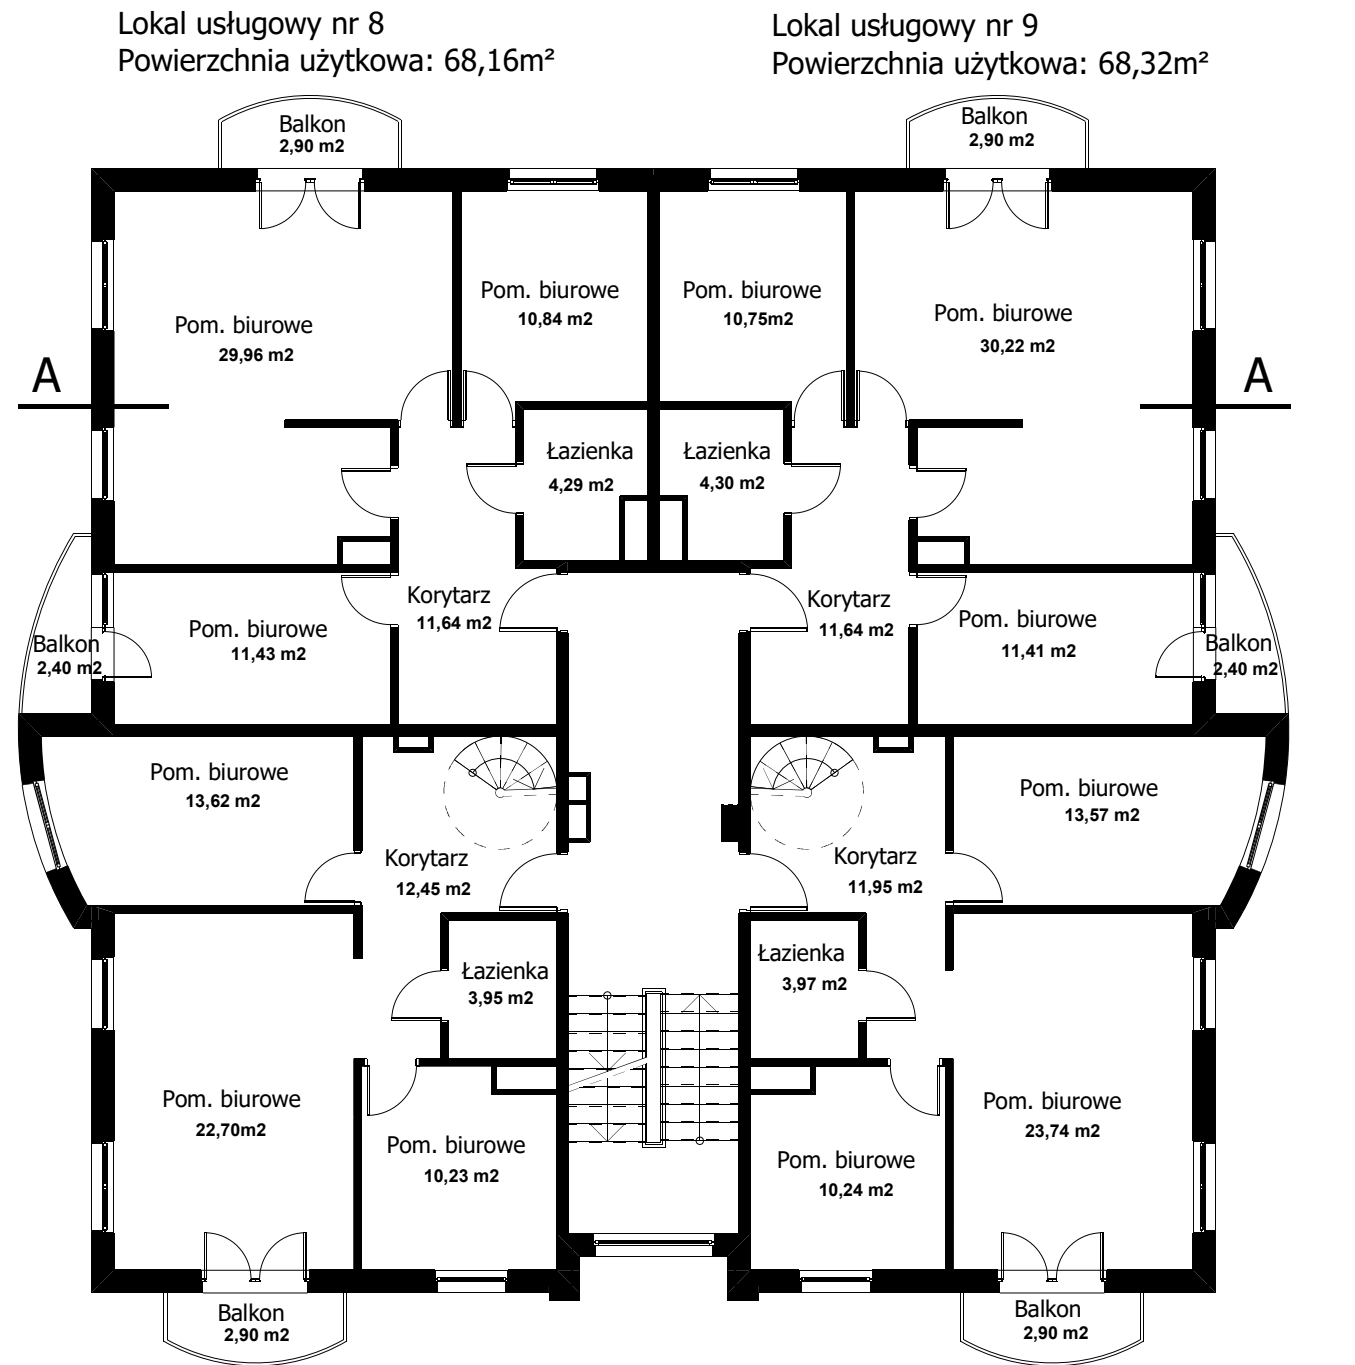 Lokal usługowy nr 8
Powierzchnia użytkowa: 68,16m²
Lokal usługowy nr 9
Powierzchnia użytkowa: 68,32m²
Balkon
2,90 m2
Balkon
2,90 m2
Pom. biurowe
29,96 m2
Pom. biurowe
10,84 m2
Pom. biurowe
10,75m2
Pom. biurowe
30,22 m2
A
A
Łazienka
4,29 m2
Łazienka
4,30 m2
Korytarz
11,64 m2
Korytarz
11,64 m2
Balkon
2,40 m2
Pom. biurowe
11,43 m2
Pom. biurowe
11,41 m2
Balkon
2,40 m2
Pom. biurowe
13,62 m2
Pom. biurowe
13,57 m2
Korytarz
12,45 m2
Korytarz
11,95 m2
Łazienka
3,95 m2
Łazienka
3,97 m2
Pom. biurowe
22,70m2
Pom. biurowe
10,23 m2
Pom. biurowe
10,24 m2
Pom. biurowe
23,74 m2
Balkon
2,90 m2
Balkon
2,90 m2